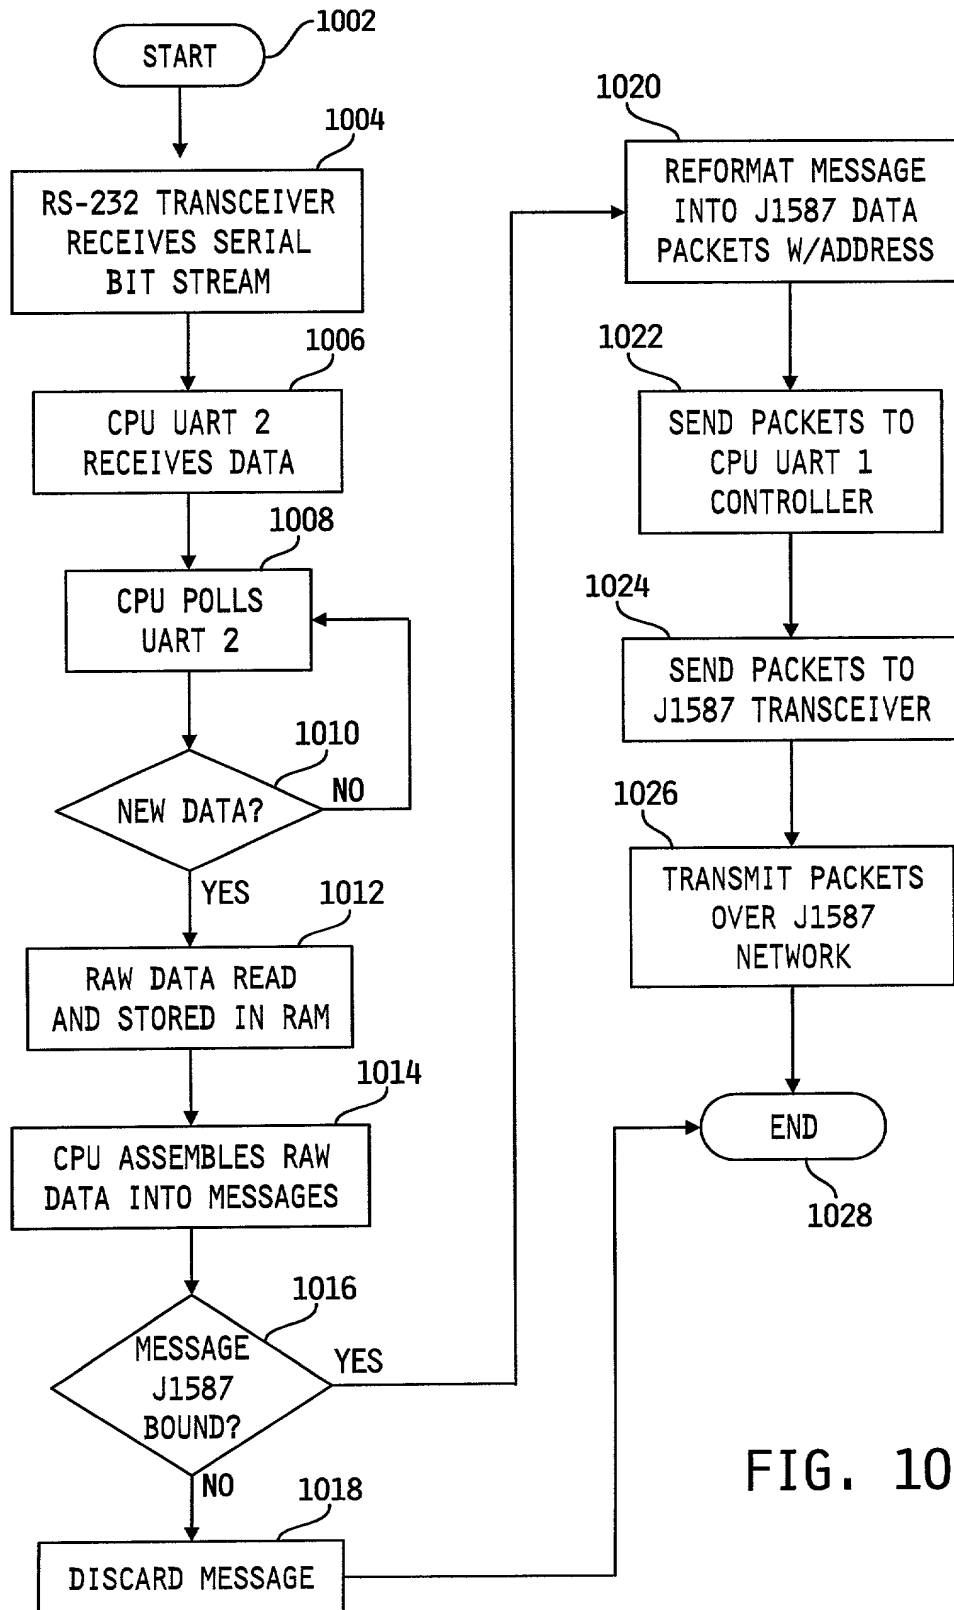 1002
START
1004
RS-232 TRANSCEIVER
RECEIVES SERIAL
BIT STREAM
1006
CPU UART 2
RECEIVES DATA
1008
CPU POLLS
UART 2
1010
NEW DATA?
NO
YES
1012
RAW DATA READ
AND STORED IN RAM
1014
CPU ASSEMBLES RAW
DATA INTO MESSAGES
1016
MESSAGE
J1587
BOUND?
YES
NO
1018
DISCARD MESSAGE
1020
REFORMAT MESSAGE
INTO J1587 DATA
PACKETS W/ADDRESS
1022
SEND PACKETS TO
CPU UART 1
CONTROLLER
1024
SEND PACKETS TO
J1587 TRANSCEIVER
1026
TRANSMIT PACKETS
OVER J1587
NETWORK
END
1028
FIG. 10